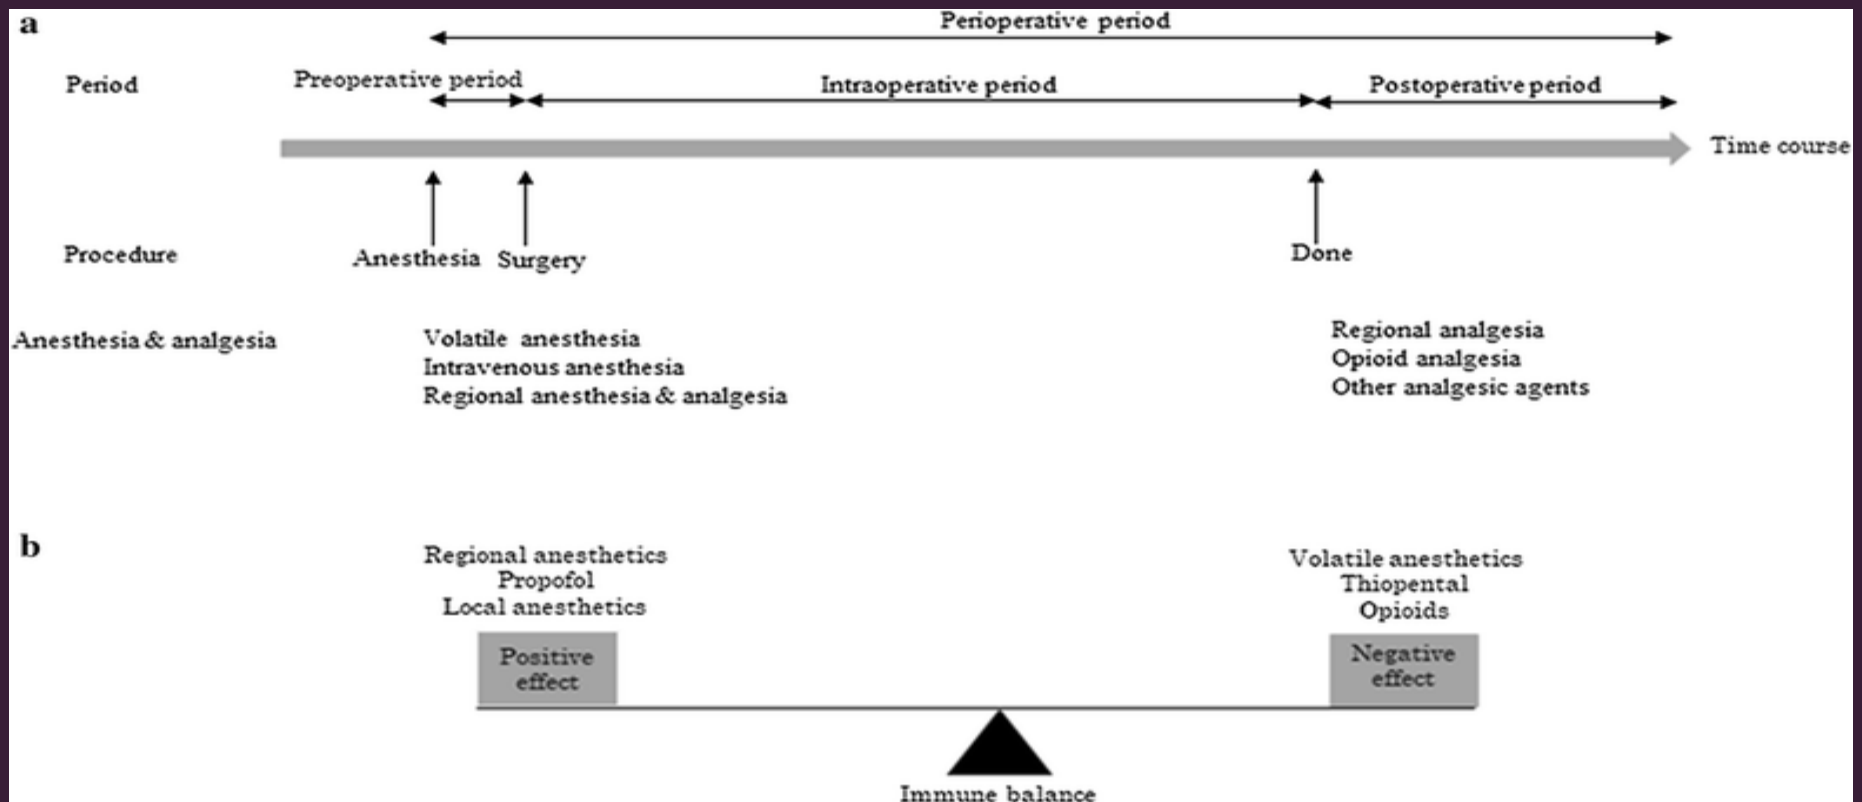 a
Perioperative period
Period
Preoperative period
Intraoperative period
Postoperative period
Time course
Procedure
Anesthesia
Surgery
Done
Anesthesia & analgesia
Volatile anesthesia
Intravenous anesthesia
Regional anesthesia & analgesia
Regional analgesia
Opioid analgesia
Other analgesic agents
b
Regional anesthetics
Propofol
Local anesthetics
Positive
effect
Volatile anesthetics
Thiopental
Opioids
Negative
effect
Immune balance